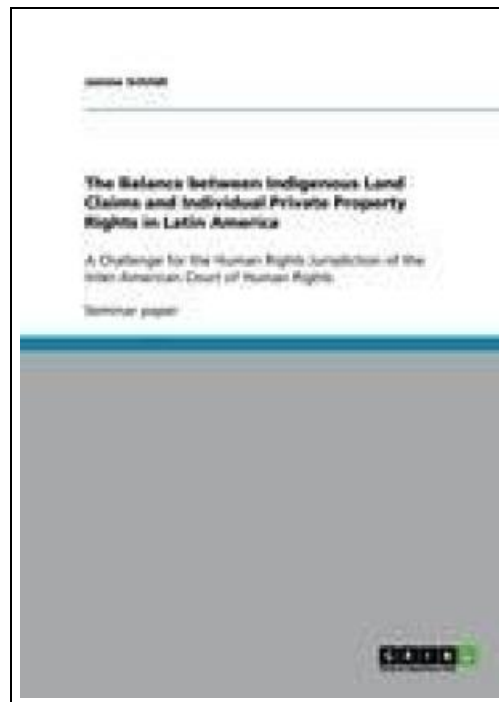 The Balance between Indigenous Land
Claims and Individual Private Property
Rights in Latin America
A Challenge for the Human Rights Jurisdiction of the
Inter-American Court of Human Rights
Seminar paper
GRIN